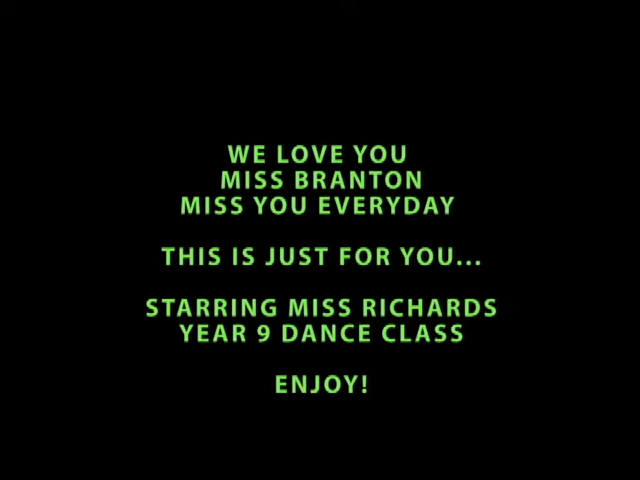 WE LOVE YOU
MISS BRANTON
MISS YOU EVERYDAY
THIS IS JUST FOR YOU...
STARRING MISS RICHARDS
YEAR 9 DANCE CLASS
ENJOY!